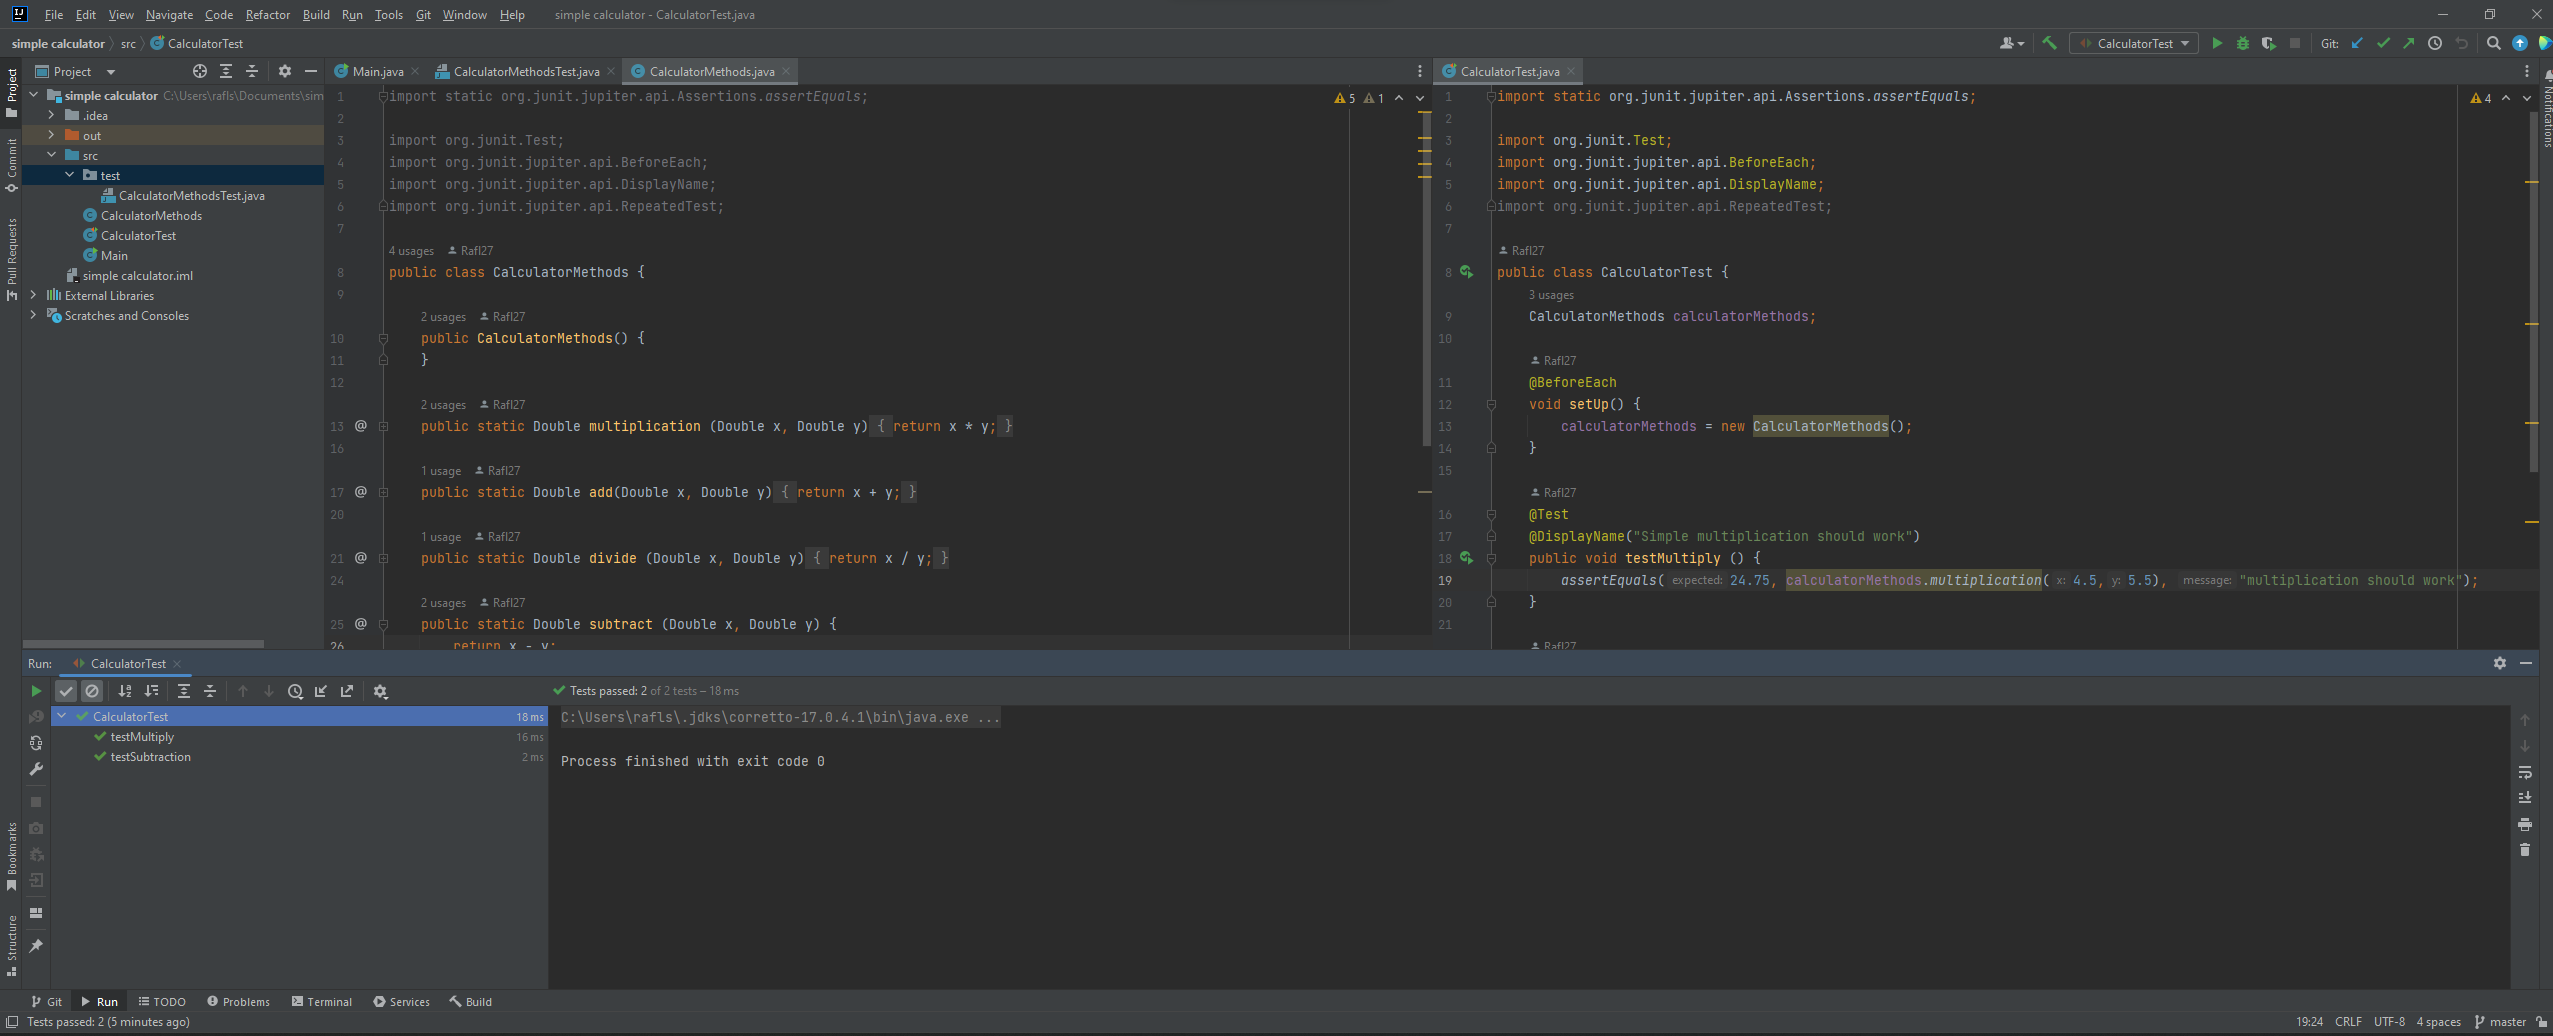 File Edit View Navigate Code Refactor Build Run Tools Git Window Help simple calculator - CalculatorTest.java
simple calculator src CalculatorTest
CalculatorTest Git:
Project
Main.java CalculatorMethodsTest.java CalculatorMethods.java
CalculatorTest.java
Project
Commit
Pull Requests
Bookmarks
Structure
Notifications
simple calculator C:\Users\rafls\Documents\sim
.idea
out
src
test
CalculatorMethodsTest.java
CalculatorMethods
CalculatorTest
Main
simple calculator.iml
External Libraries
Scratches and Consoles
5 1
1 import static org.junit.jupiter.api.Assertions.assertEquals;
2
3 import org.junit.Test;
4 import org.junit.jupiter.api.BeforeEach;
5 import org.junit.jupiter.api.DisplayName;
6 import org.junit.jupiter.api.RepeatedTest;
7
4 usages Rafl27
8 public class CalculatorMethods {
9
2 usages Rafl27
10 public CalculatorMethods() {
11 }
12
2 usages Rafl27
13 @ public static Double multiplication (Double x, Double y) { return x * y; }
16
1 usage Rafl27
17 @ public static Double add(Double x, Double y) { return x + y; }
20
1 usage Rafl27
21 @ public static Double divide (Double x, Double y) { return x / y; }
24
2 usages Rafl27
25 @ public static Double subtract (Double x, Double y) {
26 return x - y;
4
1 import static org.junit.jupiter.api.Assertions.assertEquals;
2
3 import org.junit.Test;
4 import org.junit.jupiter.api.BeforeEach;
5 import org.junit.jupiter.api.DisplayName;
6 import org.junit.jupiter.api.RepeatedTest;
7
Rafl27
8 public class CalculatorTest {
3 usages
9 CalculatorMethods calculatorMethods;
10
Rafl27
11 @BeforeEach
12 void setUp() {
13 calculatorMethods = new CalculatorMethods();
14 }
15
Rafl27
16 @Test
17 @DisplayName("Simple multiplication should work")
18 public void testMultiply () {
19 assertEquals( expected: 24.75, calculatorMethods.multiplication( x: 4.5, y: 5.5), message: "multiplication should work");
20 }
21
Rafl27
Run: CalculatorTest
Tests passed: 2 of 2 tests – 18 ms
CalculatorTest 18 ms
testMultiply 16 ms
testSubtraction 2 ms
C:\Users\rafls\.jdks\corretto-17.0.4.1\bin\java.exe ...
Process finished with exit code 0
Git Run TODO Problems Terminal Services Build
Tests passed: 2 (5 minutes ago)
19:24 CRLF UTF-8 4 spaces master